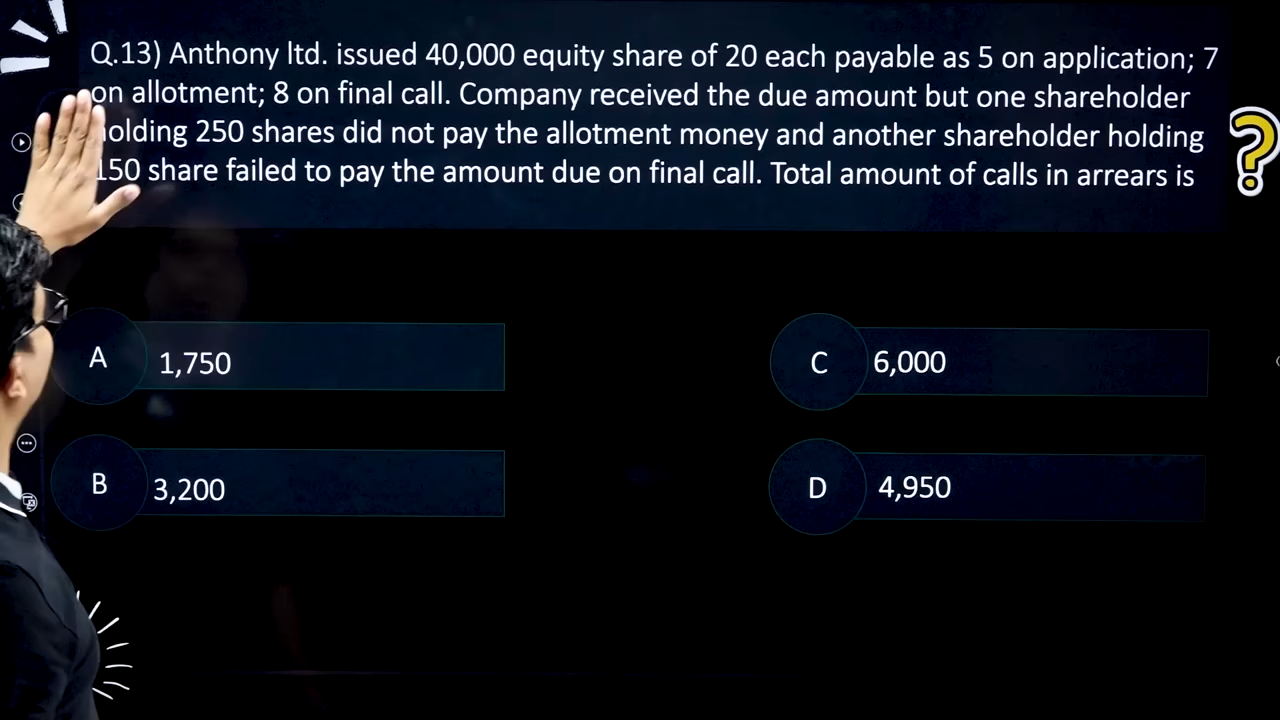 Q.13) Anthony ltd. issued 40,000 equity share of 20 each payable as 5 on application; 7
on allotment; 8 on final call. Company received the due amount but one shareholder
holding 250 shares did not pay the allotment money and another shareholder holding
150 share failed to pay the amount due on final call. Total amount of calls in arrears is
?
A 1,750
B 3,200
C 6,000
D 4,950